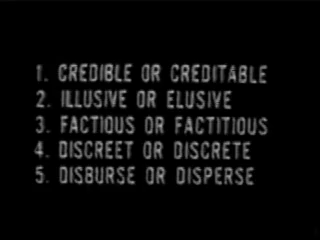 1. CREDIBLE OR CREDITABLE
2. ILLUSIVE OR ELUSIVE
3. FACTIOUS OR FACTITIOUS
4. DISCREET OR DISCRETE
5. DISBURSE OR DISPERSE